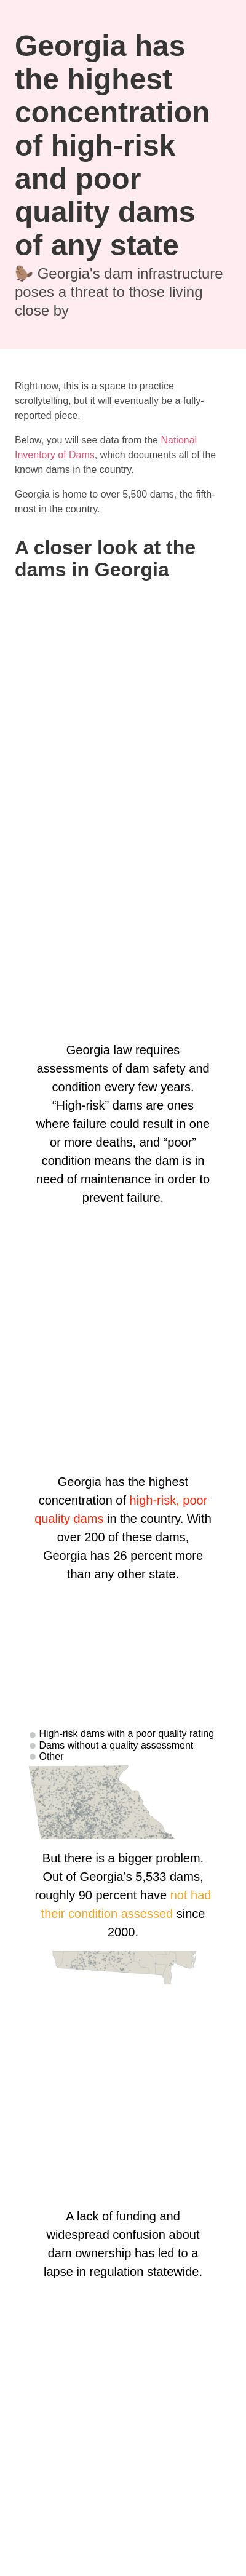 Georgia has
the highest
concentration
of high-risk
and poor
quality dams
of any state
🦫 Georgia's dam infrastructure
poses a threat to those living
close by
Right now, this is a space to practice
scrollytelling, but it will eventually be a fully-
reported piece.
Below, you will see data from the National
Inventory of Dams, which documents all of the
known dams in the country.
Georgia is home to over 5,500 dams, the fifth-
most in the country.
A closer look at the
dams in Georgia
Georgia law requires
assessments of dam safety and
condition every few years.
“High-risk” dams are ones
where failure could result in one
or more deaths, and “poor”
condition means the dam is in
need of maintenance in order to
prevent failure.
Georgia has the highest
concentration of high-risk, poor
quality dams in the country. With
over 200 of these dams,
Georgia has 26 percent more
than any other state.
High-risk dams with a poor quality rating
Dams without a quality assessment
Other
But there is a bigger problem.
Out of Georgia’s 5,533 dams,
roughly 90 percent have not had
their condition assessed since
2000.
A lack of funding and
widespread confusion about
dam ownership has led to a
lapse in regulation statewide.